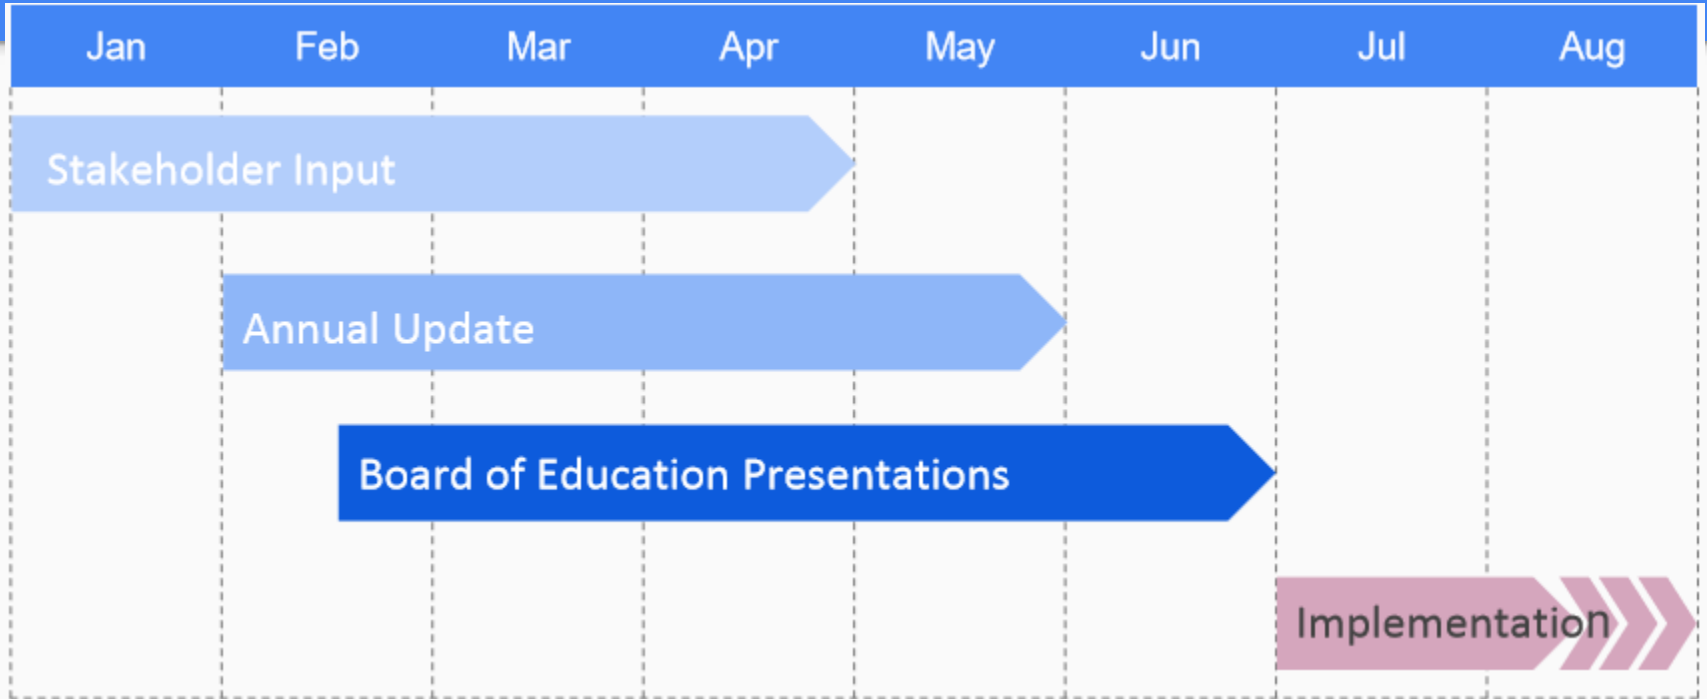 Jan Feb Mar Apr May Jun Jul Aug
Stakeholder Input
Annual Update
Board of Education Presentations
Implementation